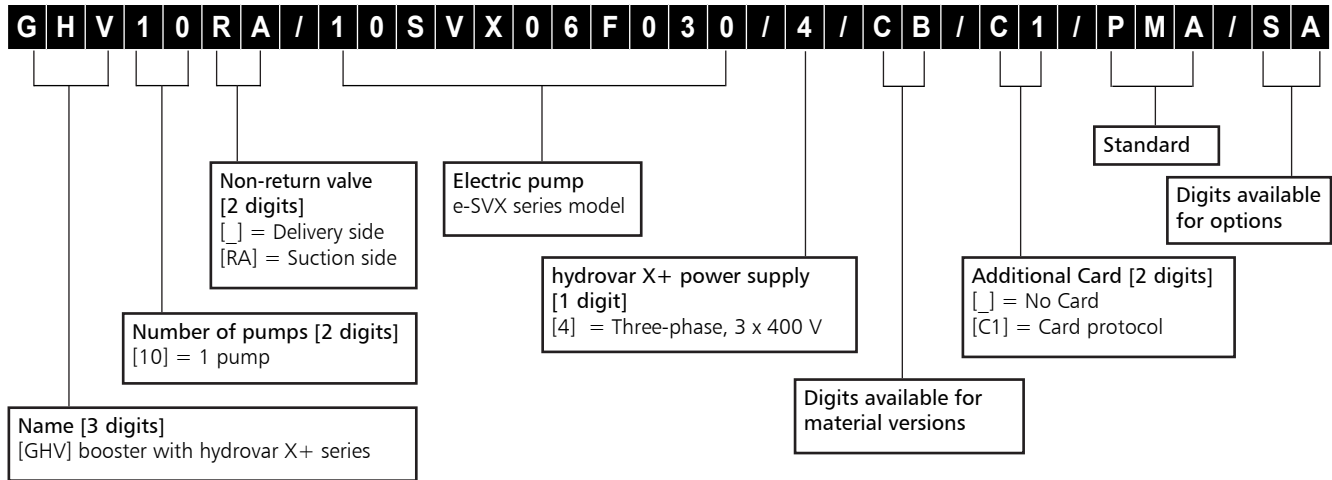 GHV10RA/10SVX06F030/4/CB/C1/PMA/SA
Standard
Non-return valve
[2 digits]
[_] = Delivery side
[RA] = Suction side
Electric pump
e-SVX series model
Digits available
for options
hydrovar X+ power supply
[1 digit]
[4] = Three-phase, 3 x 400 V
Additional Card [2 digits]
[_] = No Card
[C1] = Card protocol
Number of pumps [2 digits]
[10] = 1 pump
Digits available for
material versions
Name [3 digits]
[GHV] booster with hydrovar X+ series